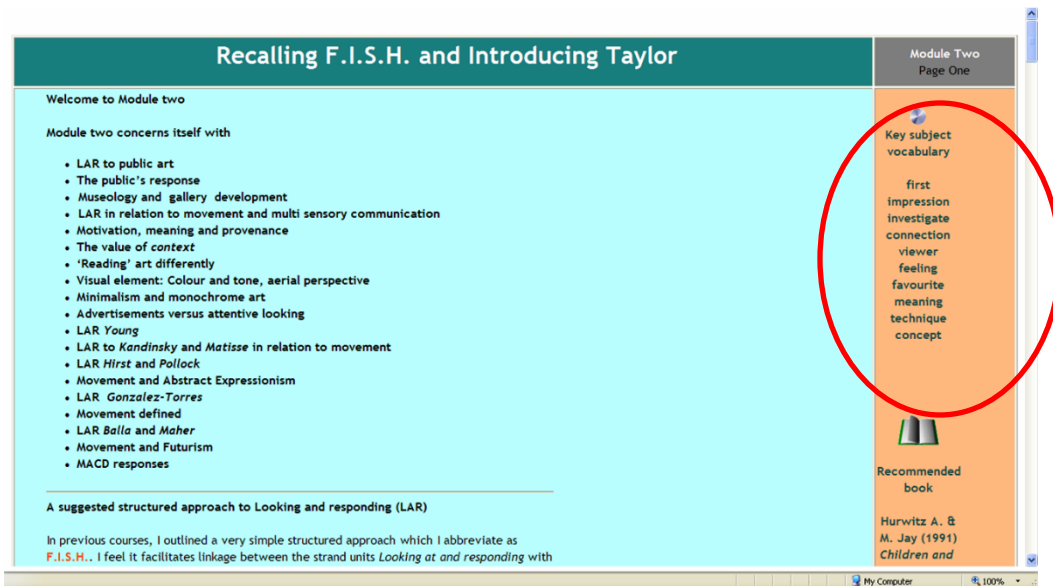 Recalling F.I.S.H. and Introducing Taylor
Module Two
Page One
Welcome to Module two
Module two concerns itself with
• LAR to public art
• The public's response
• Museology and gallery development
• LAR in relation to movement and multi sensory communication
• Motivation, meaning and provenance
• The value of context
• 'Reading' art differently
• Visual element: Colour and tone, aerial perspective
• Minimalism and monochrome art
• Advertisements versus attentive looking
• LAR Young
• LAR to Kandinsky and Matisse in relation to movement
• LAR Hirst and Pollock
• Movement and Abstract Expressionism
• LAR Gonzalez-Torres
• Movement defined
• LAR Balla and Maher
• Movement and Futurism
• MACD responses
A suggested structured approach to Looking and responding (LAR)
In previous courses, I outlined a very simple structured approach which I abbreviate as
F.I.S.H.. I feel it facilitates linkage between the strand units Looking at and responding with
Key subject
vocabulary
first
impression
investigate
connection
viewer
feeling
favourite
meaning
technique
concept
Recommended
book
Hurwitz A. &
M. Jay (1991)
Children and
My Computer
100%